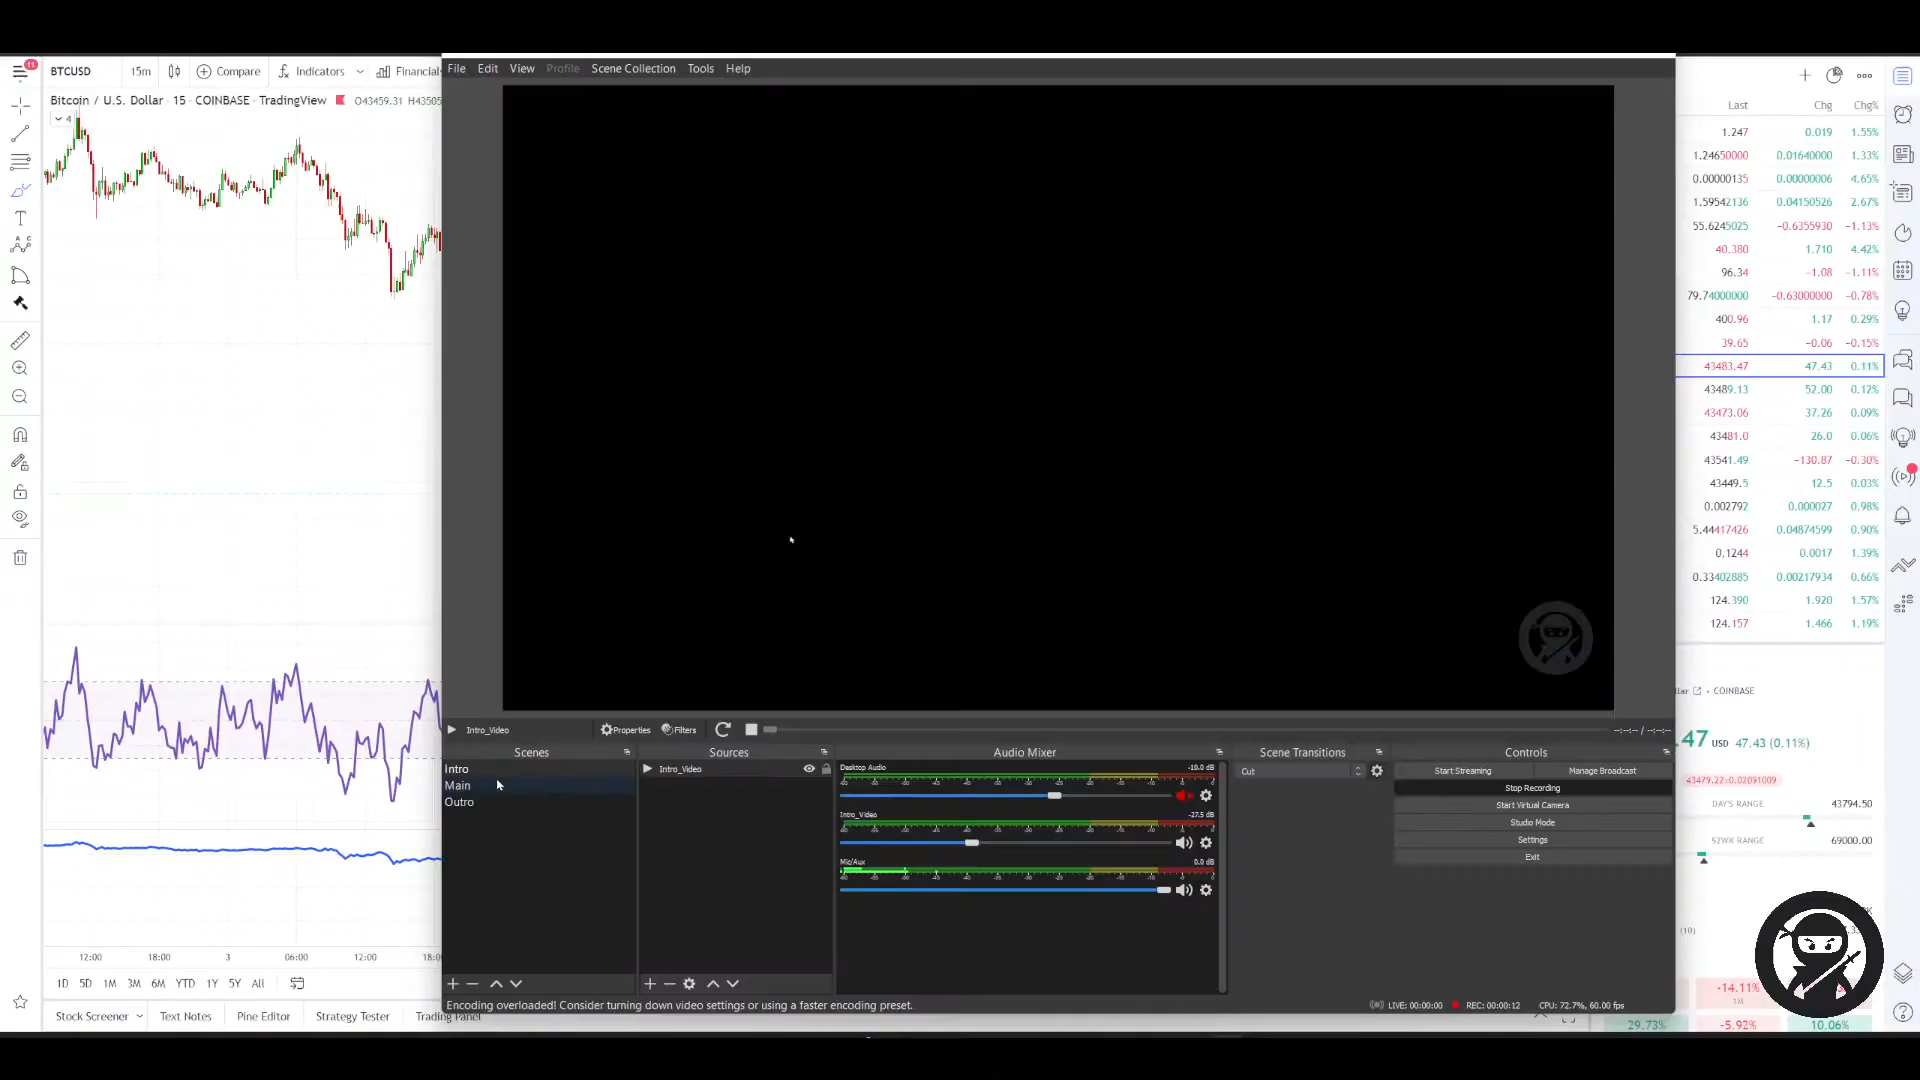 11
BTCUSD 15m Compare Indicators Financial
Bitcoin / U.S. Dollar · 15 · COINBASE · TradingView O43459.31 H43505
4
12:00 18:00 3 06:00 12:00 18:0
1D 5D 1M 3M 6M YTD 1Y 5Y All
Stock Screener Text Notes Pine Editor Strategy Tester Trading Panel
File Edit View Profile Scene Collection Tools Help
Intro_Video Properties Filters --:--:-- / --:--:--
Scenes
Intro
Main
Outro
Sources
Intro_Video
Audio Mixer
Desktop Audio -10.0 dB
Intro_Video -27.5 dB
Mic/Aux 0.0 dB
Scene Transitions
Cut
Controls
Start Streaming Manage Broadcast
Stop Recording
Start Virtual Camera
Studio Mode
Settings
Exit
Encoding overloaded! Consider turning down video settings or using a faster encoding preset.
LIVE: 00:00:00 REC: 00:00:12 CPU: 72.7%, 60.00 fps
Last Chg Chg%
1.247 0.019 1.55%
1.24650000 0.01640000 1.33%
0.00000135 0.00000006 4.65%
1.59542136 0.04150526 2.67%
55.6245025 -0.6355930 -1.13%
40.380 1.710 4.42%
96.34 -1.08 -1.11%
79.74000000 -0.63000000 -0.78%
400.96 1.17 0.29%
39.65 -0.06 -0.15%
43483.47 47.43 0.11%
43489.13 52.00 0.12%
43473.06 37.26 0.09%
43481.0 26.0 0.06%
43541.49 -130.87 -0.30%
43449.5 12.5 0.03%
0.002792 0.000027 0.98%
5.44417426 0.04874599 0.90%
0.1244 0.0017 1.39%
0.33402885 0.00217934 0.66%
124.390 1.920 1.57%
124.157 1.466 1.19%
llar · COINBASE
.47 USD 47.43 (0.11%)
43479.22×0.02091009
DAY'S RANGE 43794.50
52WK RANGE 69000.00
(10)
-14.11%
1M
29.73% -5.92% 10.06%